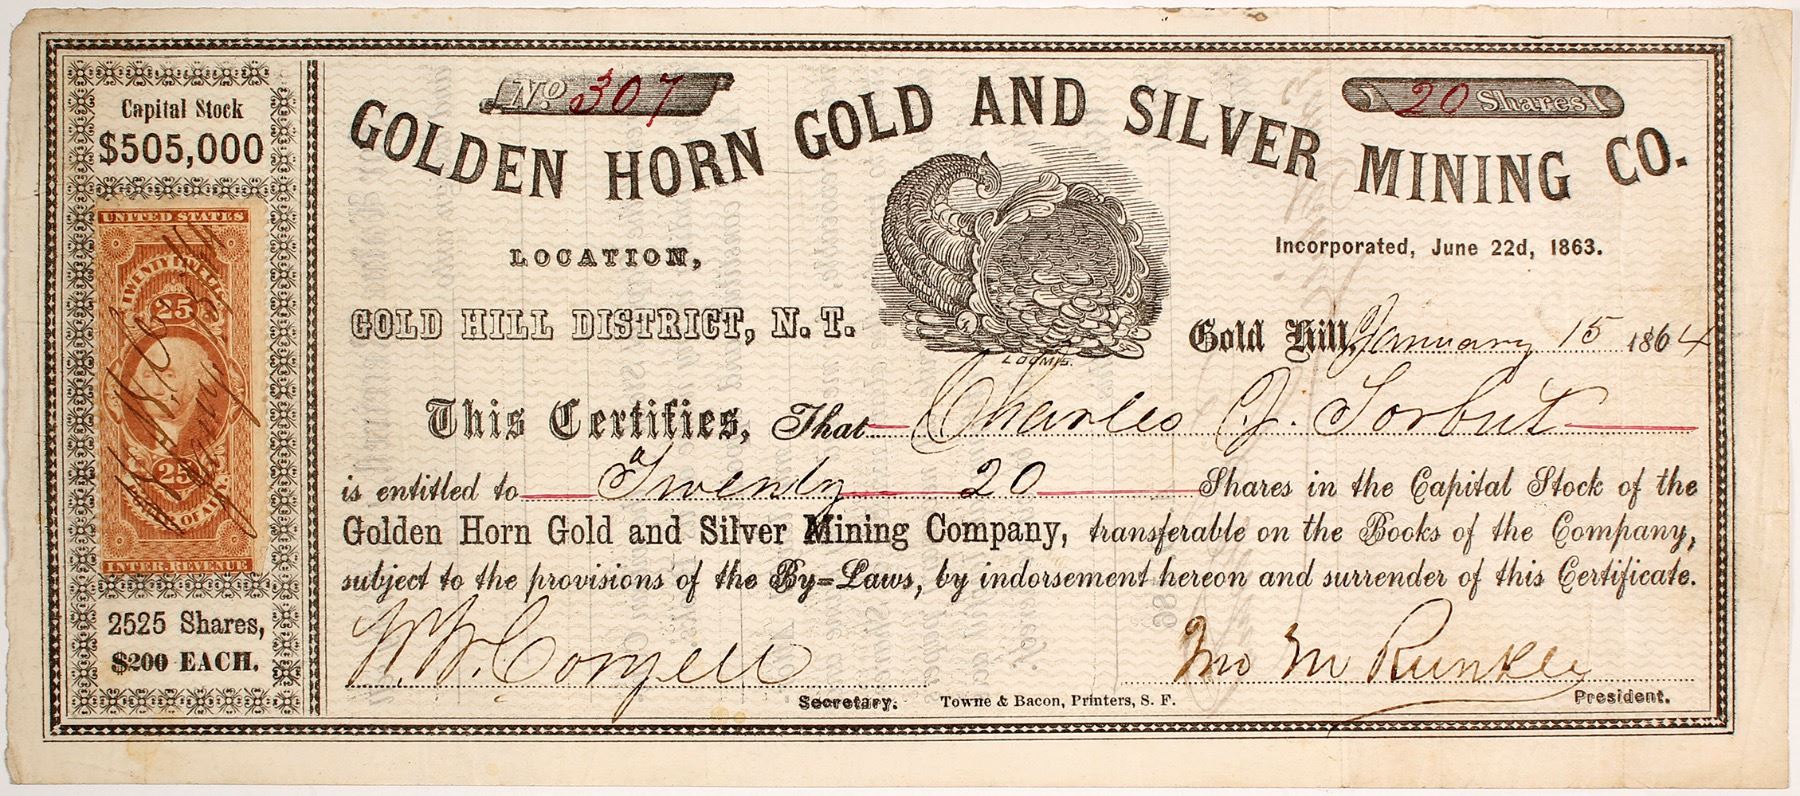 Capital Stock
$505,000
UNITED STATES
25
25
INTER. REVENUE
2525 Shares,
$200 EACH.
No 307
20 Shares
GOLDEN HORN GOLD AND SILVER MINING CO.
LOCATION,
GOLD HILL DISTRICT, N. T.
LOOMIS.
Incorporated, June 22d, 1863.
Gold Hill, January 15 1864
This Certifies, That Charles J. Torbut
is entitled to Twenty 20 Shares in the Capital Stock of the
Golden Horn Gold and Silver Mining Company, transferable on the Books of the Company,
subject to the provisions of the By=Laws, by indorsement hereon and surrender of this Certificate.
W. W. Coryell
Jno M Runkle
Secretary. Towne & Bacon, Printers, S. F. President.